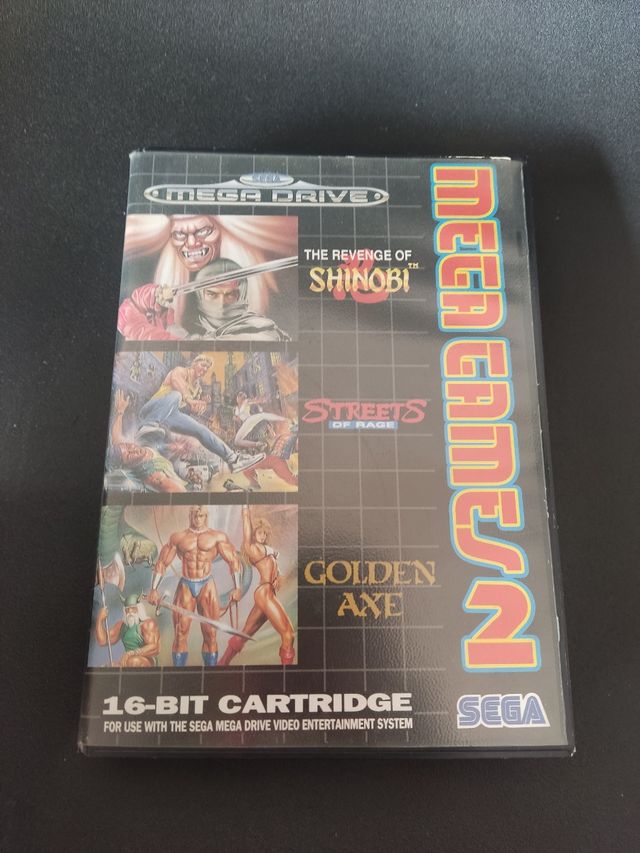 SEGA
MEGA DRIVE
THE REVENGE OF
SHINOBI™
STREETS
OF RAGE
GOLDEN
AXE
MEGA GAMES 2
16-BIT CARTRIDGE
FOR USE WITH THE SEGA MEGA DRIVE VIDEO ENTERTAINMENT SYSTEM
SEGA